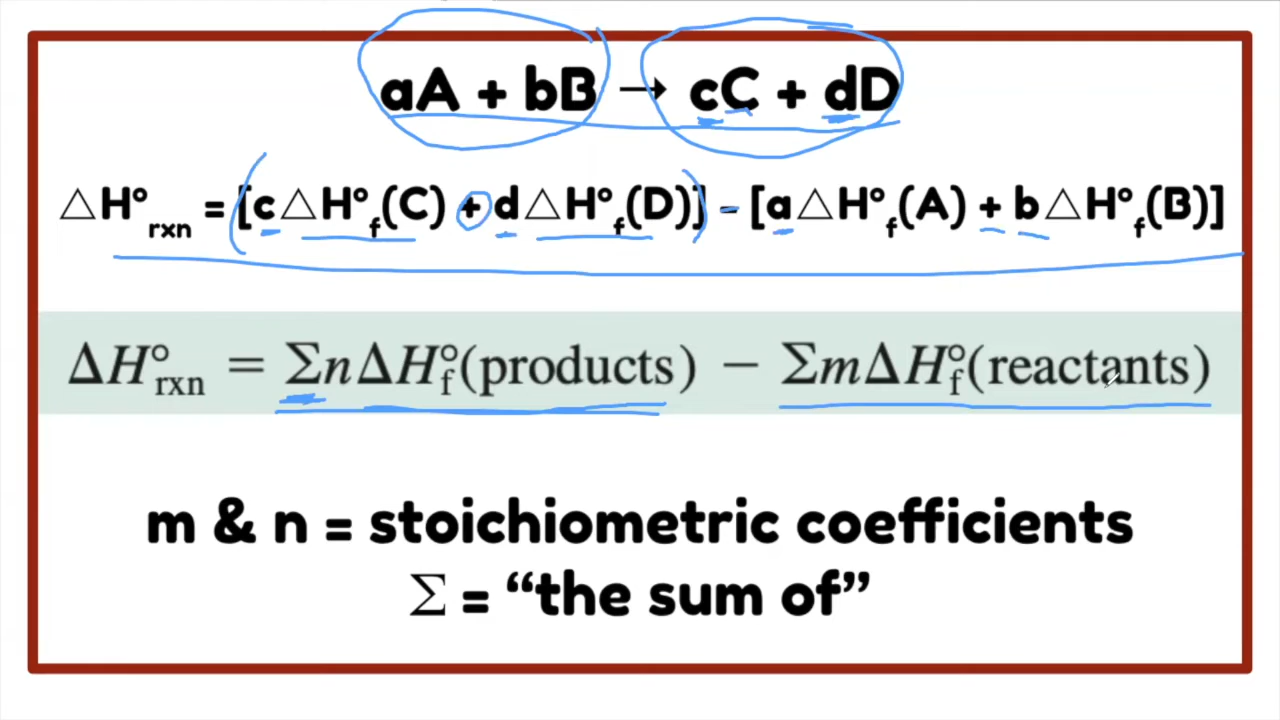 aA + bB → cC + dD
△H°rxn = [c△H°f(C) + d△H°f(D)] - [a△H°f(A) + b△H°f(B)]
ΔH°rxn = ΣnΔH°f(products) − ΣmΔH°f(reactants)
m & n = stoichiometric coefficients
Σ = “the sum of”